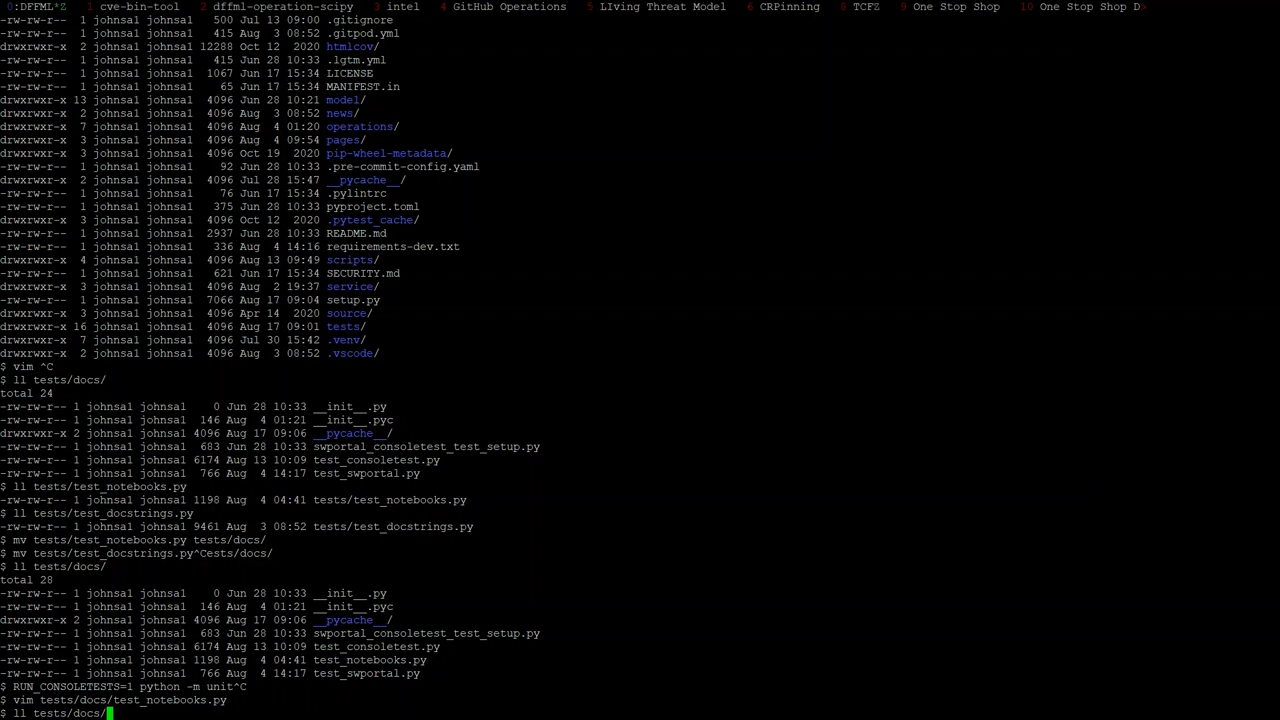 0:DFFML*Z 1 cve-bin-tool 2 dffml-operation-scipy 3 intel 4 GitHub Operations 5 LIving Threat Model 6 CRPinning 8 TCFZ 9 One Stop Shop 10 One Stop Shop D>
-rw-rw-r-- 1 johnsa1 johnsa1 500 Jul 13 09:00 .gitignore
-rw-rw-r-- 1 johnsa1 johnsa1 415 Aug 3 08:52 .gitpod.yml
drwxrwxr-x 2 johnsa1 johnsa1 12288 Oct 12 2020 htmlcov/
-rw-rw-r-- 1 johnsa1 johnsa1 415 Jun 28 10:33 .lgtm.yml
-rw-rw-r-- 1 johnsa1 johnsa1 1067 Jun 17 15:34 LICENSE
-rw-rw-r-- 1 johnsa1 johnsa1 65 Jun 17 15:34 MANIFEST.in
drwxrwxr-x 13 johnsa1 johnsa1 4096 Jun 28 10:21 model/
drwxrwxr-x 2 johnsa1 johnsa1 4096 Aug 3 08:52 news/
drwxrwxr-x 7 johnsa1 johnsa1 4096 Aug 4 01:20 operations/
drwxrwxr-x 3 johnsa1 johnsa1 4096 Aug 4 09:54 pages/
drwxrwxr-x 3 johnsa1 johnsa1 4096 Oct 19 2020 pip-wheel-metadata/
-rw-rw-r-- 1 johnsa1 johnsa1 92 Jun 28 10:33 .pre-commit-config.yaml
drwxrwxr-x 2 johnsa1 johnsa1 4096 Jul 28 15:47 __pycache__/
-rw-rw-r-- 1 johnsa1 johnsa1 76 Jun 17 15:34 .pylintrc
-rw-rw-r-- 1 johnsa1 johnsa1 375 Jun 28 10:33 pyproject.toml
drwxrwxr-x 3 johnsa1 johnsa1 4096 Oct 12 2020 .pytest_cache/
-rw-rw-r-- 1 johnsa1 johnsa1 2937 Jun 28 10:33 README.md
-rw-rw-r-- 1 johnsa1 johnsa1 336 Aug 4 14:16 requirements-dev.txt
drwxrwxr-x 4 johnsa1 johnsa1 4096 Aug 13 09:49 scripts/
-rw-rw-r-- 1 johnsa1 johnsa1 621 Jun 17 15:34 SECURITY.md
drwxrwxr-x 3 johnsa1 johnsa1 4096 Aug 2 19:37 service/
-rw-rw-r-- 1 johnsa1 johnsa1 7066 Aug 17 09:04 setup.py
drwxrwxr-x 3 johnsa1 johnsa1 4096 Apr 14 2020 source/
drwxrwxr-x 16 johnsa1 johnsa1 4096 Aug 17 09:01 tests/
drwxrwxr-x 7 johnsa1 johnsa1 4096 Jul 30 15:42 .venv/
drwxrwxr-x 2 johnsa1 johnsa1 4096 Aug 3 08:52 .vscode/
$ vim ^C
$ ll tests/docs/
total 24
-rw-rw-r-- 1 johnsa1 johnsa1 0 Jun 28 10:33 __init__.py
-rw-rw-r-- 1 johnsa1 johnsa1 146 Aug 4 01:21 __init__.pyc
drwxrwxr-x 2 johnsa1 johnsa1 4096 Aug 17 09:06 __pycache__/
-rw-rw-r-- 1 johnsa1 johnsa1 683 Jun 28 10:33 swportal_consoletest_test_setup.py
-rw-rw-r-- 1 johnsa1 johnsa1 6174 Aug 13 10:09 test_consoletest.py
-rw-rw-r-- 1 johnsa1 johnsa1 766 Aug 4 14:17 test_swportal.py
$ ll tests/test_notebooks.py
-rw-rw-r-- 1 johnsa1 johnsa1 1198 Aug 4 04:41 tests/test_notebooks.py
$ ll tests/test_docstrings.py
-rw-rw-r-- 1 johnsa1 johnsa1 9461 Aug 3 08:52 tests/test_docstrings.py
$ mv tests/test_notebooks.py tests/docs/
$ mv tests/test_docstrings.py^Cests/docs/
$ ll tests/docs/
total 28
-rw-rw-r-- 1 johnsa1 johnsa1 0 Jun 28 10:33 __init__.py
-rw-rw-r-- 1 johnsa1 johnsa1 146 Aug 4 01:21 __init__.pyc
drwxrwxr-x 2 johnsa1 johnsa1 4096 Aug 17 09:06 __pycache__/
-rw-rw-r-- 1 johnsa1 johnsa1 683 Jun 28 10:33 swportal_consoletest_test_setup.py
-rw-rw-r-- 1 johnsa1 johnsa1 6174 Aug 13 10:09 test_consoletest.py
-rw-rw-r-- 1 johnsa1 johnsa1 1198 Aug 4 04:41 test_notebooks.py
-rw-rw-r-- 1 johnsa1 johnsa1 766 Aug 4 14:17 test_swportal.py
$ RUN_CONSOLETESTS=1 python -m unit^C
$ vim tests/docs/test_notebooks.py
$ ll tests/docs/